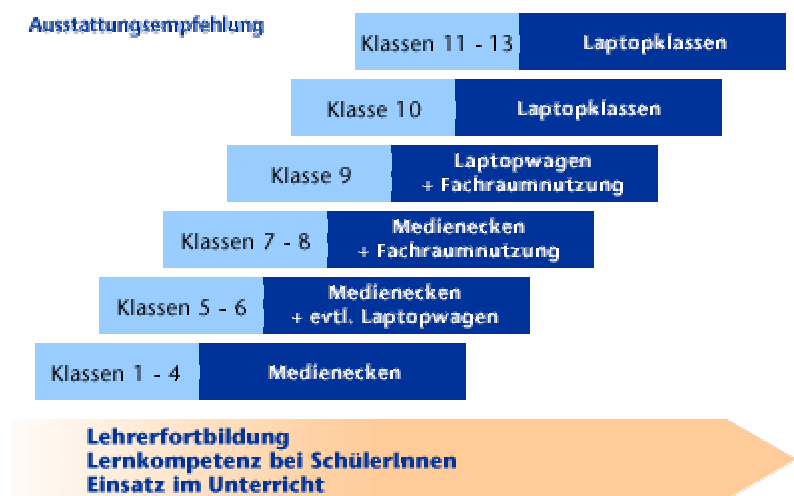 Ausstattungsempfehlung
Klassen 11 - 13 Laptopklassen
Klasse 10 Laptopklassen
Klasse 9 Laptopwagen
+ Fachraumnutzung
Klassen 7 - 8 Medienecken
+ Fachraumnutzung
Klassen 5 - 6 Medienecken
+ evtl. Laptopwagen
Klassen 1 - 4 Medienecken
Lehrerfortbildung
Lernkompetenz bei SchülerInnen
Einsatz im Unterricht